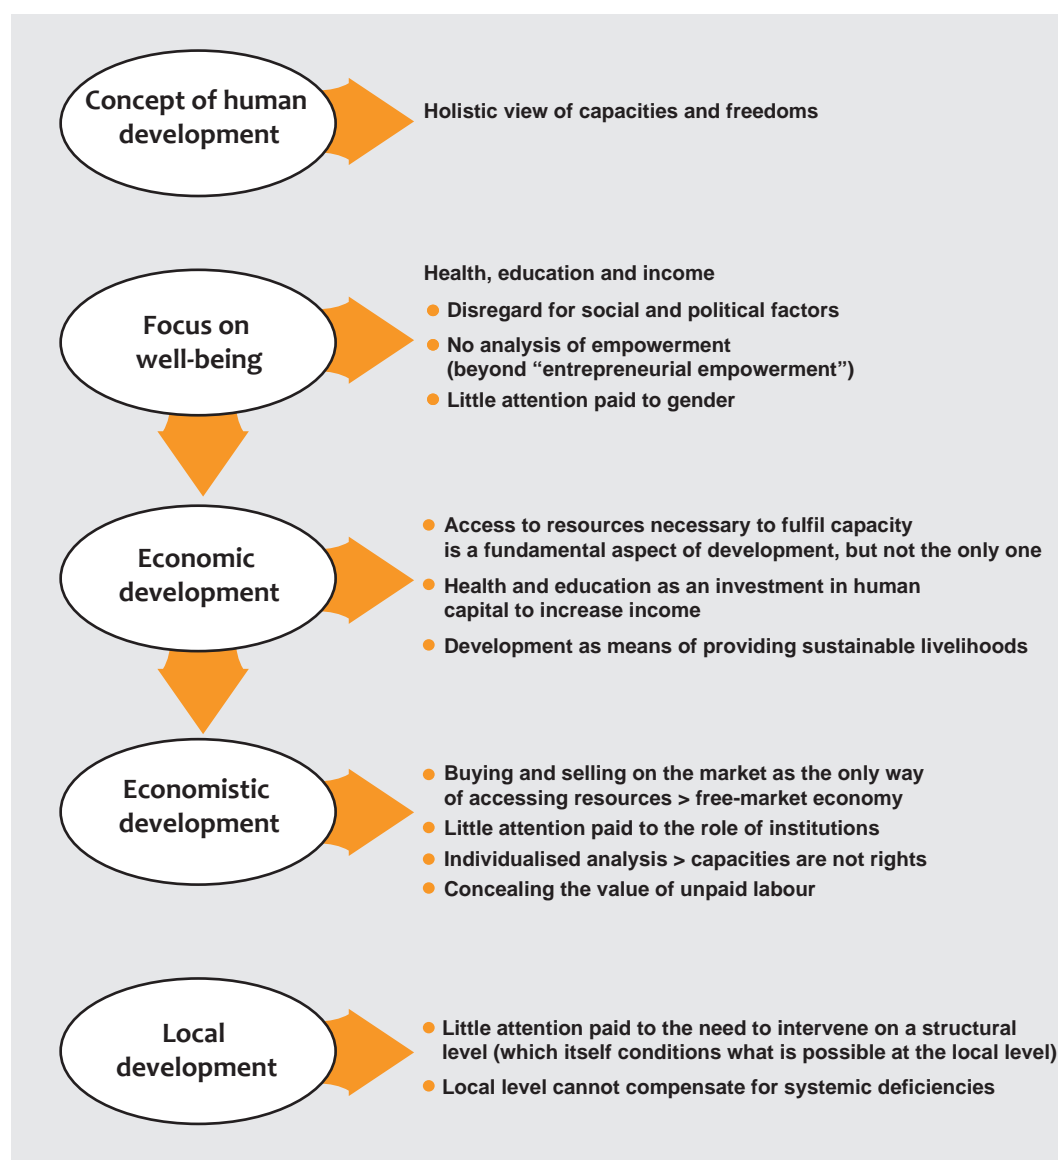 Concept of human
development
Holistic view of capacities and freedoms
Focus on
well-being
Health, education and income
Disregard for social and political factors
No analysis of empowerment
(beyond “entrepreneurial empowerment”)
Little attention paid to gender
Economic
development
Access to resources necessary to fulfil capacity
is a fundamental aspect of development, but not the only one
Health and education as an investment in human
capital to increase income
Development as means of providing sustainable livelihoods
Economistic
development
Buying and selling on the market as the only way
of accessing resources > free-market economy
Little attention paid to the role of institutions
Individualised analysis > capacities are not rights
Concealing the value of unpaid labour
Local
development
Little attention paid to the need to intervene on a structural
level (which itself conditions what is possible at the local level)
Local level cannot compensate for systemic deficiencies